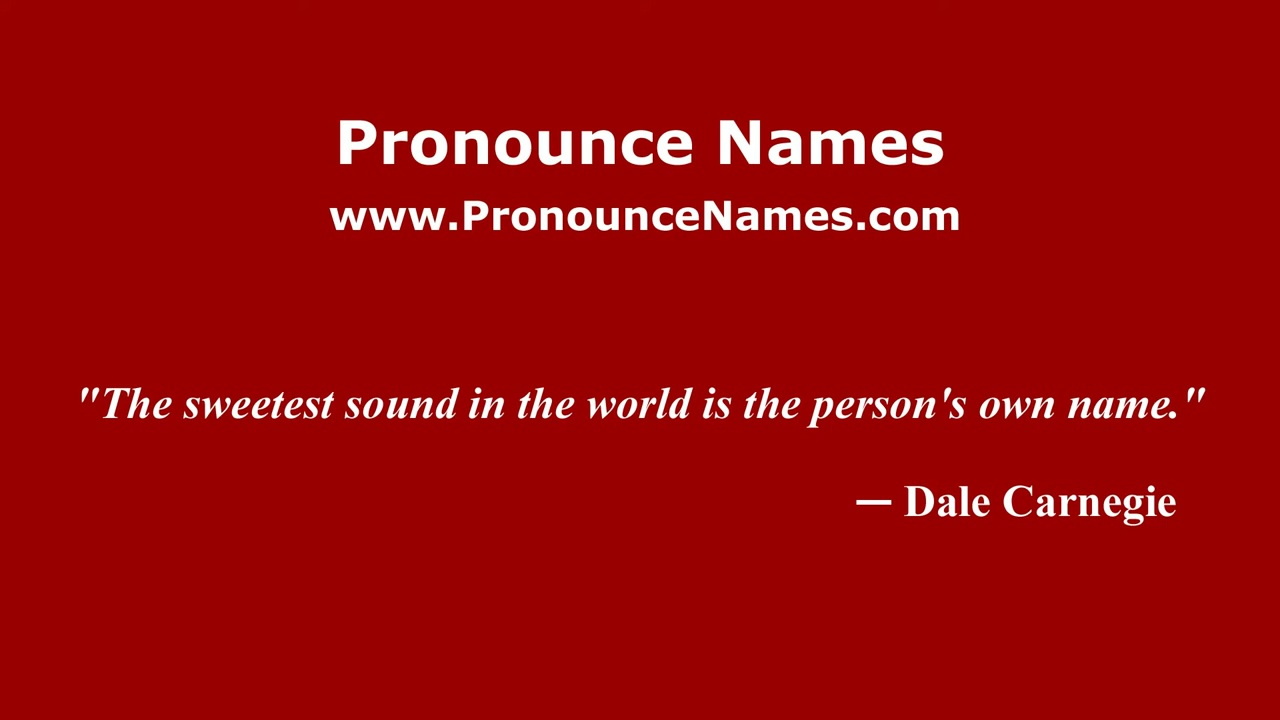 Pronounce Names
www.PronounceNames.com
"The sweetest sound in the world is the person's own name."
— Dale Carnegie